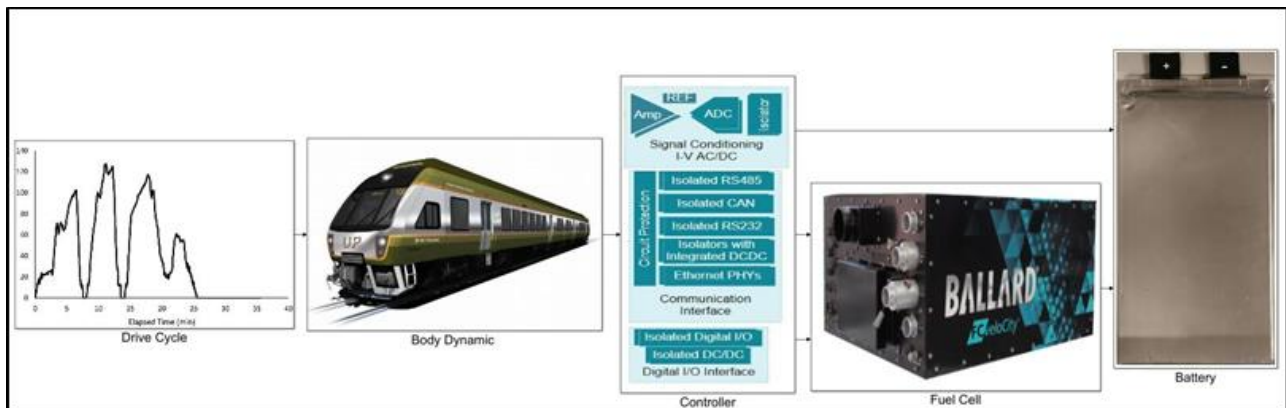 140
120
100
80
60
40
20
0
0 5 10 15 20 25 30 35 40
Elapsed Time (min)
Drive Cycle
UP
Body Dynamic
REF
Amp
ADC
Isolator
Signal Conditioning
I-V AC/DC
Circuit Protection
Isolated RS485
Isolated CAN
Isolated RS232
Isolators with
Integrated DCDC
Ethernet PHYs
Communication
Interface
Isolated Digital I/O
Isolated DC/DC
Digital I/O Interface
Controller
BALLARD
FCveloCity
Fuel Cell
+ -
Battery